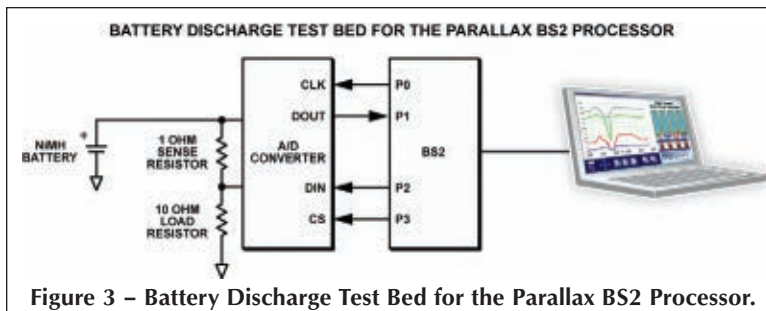 BATTERY DISCHARGE TEST BED FOR THE PARALLAX BS2 PROCESSOR
NiMH
BATTERY
+
1 OHM
SENSE
RESISTOR
10 OHM
LOAD
RESISTOR
CLK
DOUT
A/D
CONVERTER
DIN
CS
P0
P1
BS2
P2
P3
Figure 3 – Battery Discharge Test Bed for the Parallax BS2 Processor.